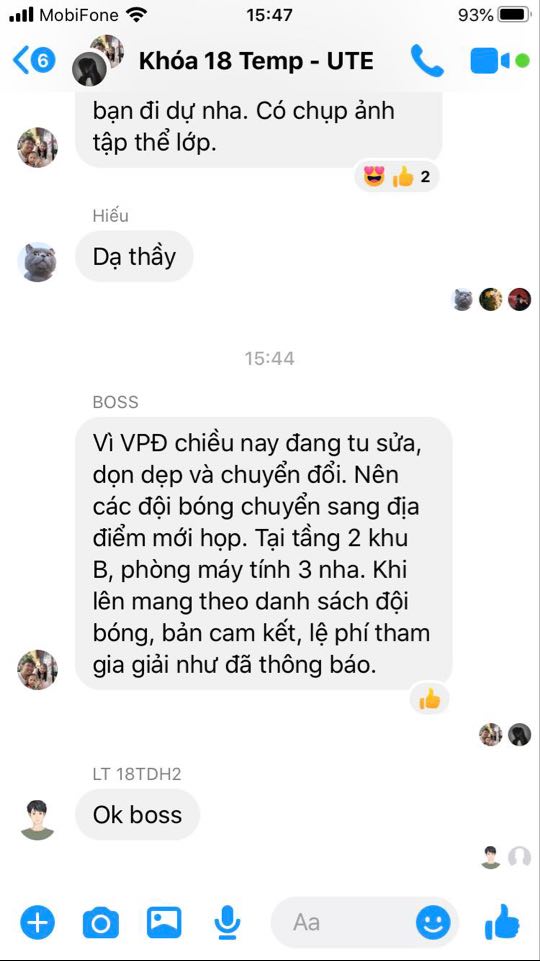 MobiFone
15:47
93%
6
Khóa 18 Temp - UTE
bạn đi dự nha. Có chụp ảnh
tập thể lớp.
2
Hiếu
Dạ thầy
15:44
BOSS
Vì VPĐ chiều nay đang tu sửa,
dọn dẹp và chuyển đổi. Nên
các đội bóng chuyển sang địa
điểm mới họp. Tại tầng 2 khu
B, phòng máy tính 3 nha. Khi
lên mang theo danh sách đội
bóng, bản cam kết, lệ phí tham
gia giải như đã thông báo.
LT 18TDH2
Ok boss
Aa